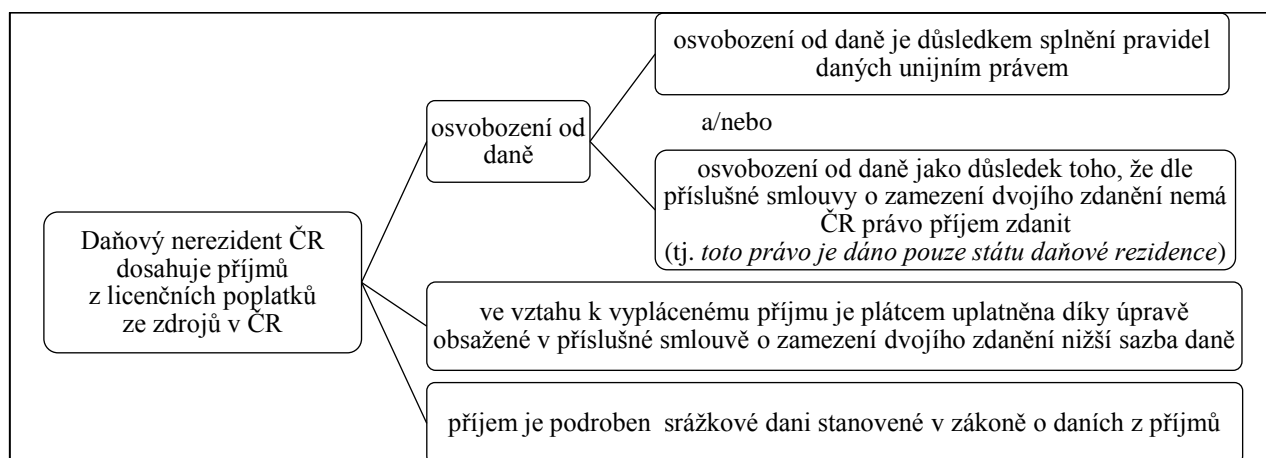 osvobození od daně je důsledkem splnění pravidel
daných unijním právem
osvobození od
daně
a/nebo
osvobození od daně jako důsledek toho, že dle
příslušné smlouvy o zamezení dvojího zdanění nemá
ČR právo příjem zdanit
(tj. toto právo je dáno pouze státu daňové rezidence)
Daňový nerezident ČR
dosahuje příjmů
z licenčních poplatků
ze zdrojů v ČR
ve vztahu k vyplácenému příjmu je plátcem uplatněna díky úpravě
obsažené v příslušné smlouvě o zamezení dvojího zdanění nižší sazba daně
příjem je podroben srážkové dani stanovené v zákoně o daních z příjmů